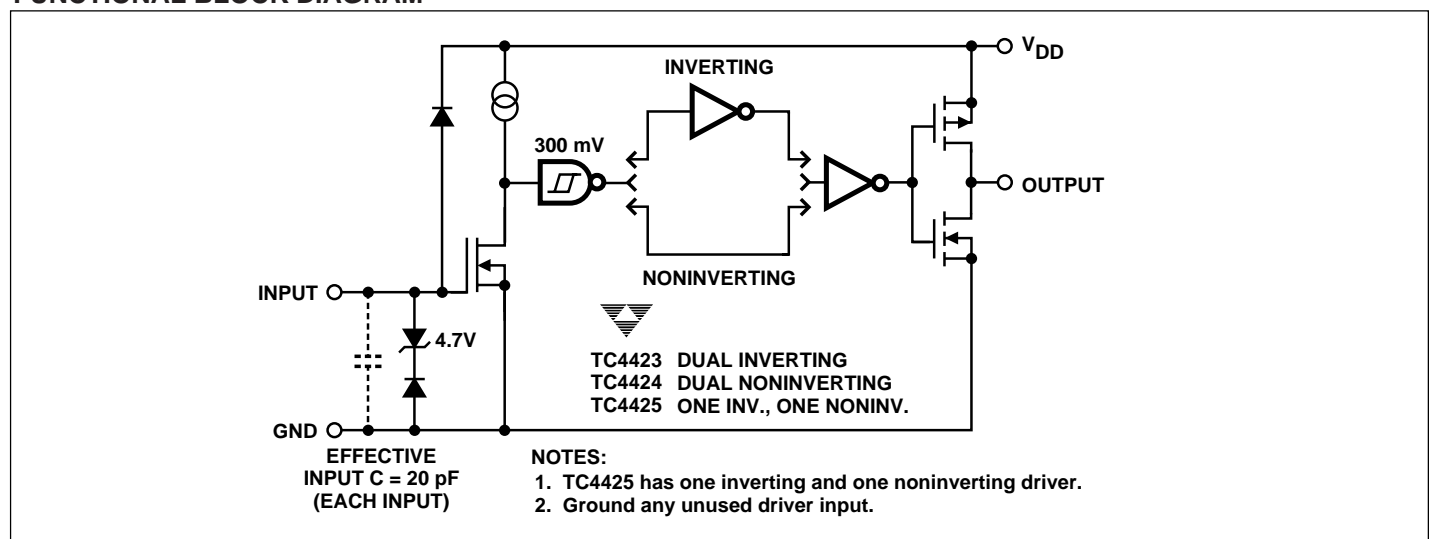 FUNCTIONAL BLOCK DIAGRAM
VDD
INVERTING
300 mV
OUTPUT
NONINVERTING
INPUT
4.7V
TC4423 DUAL INVERTING
TC4424 DUAL NONINVERTING
TC4425 ONE INV., ONE NONINV.
GND
EFFECTIVE
INPUT C = 20 pF
(EACH INPUT)
NOTES:
1. TC4425 has one inverting and one noninverting driver.
2. Ground any unused driver input.